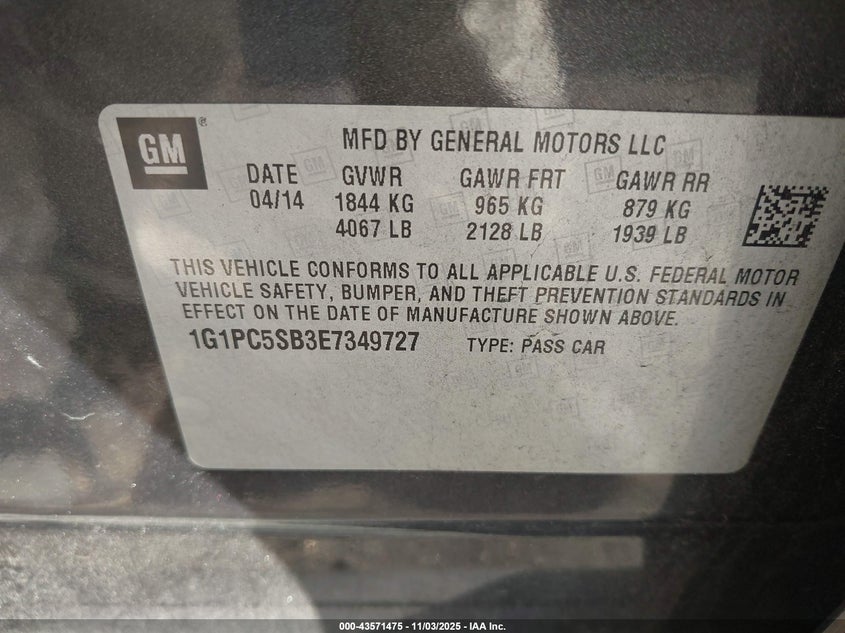 GM
MFD BY GENERAL MOTORS LLC
DATE GVWR GAWR FRT GAWR RR
04/14 1844 KG 965 KG 879 KG
4067 LB 2128 LB 1939 LB
THIS VEHICLE CONFORMS TO ALL APPLICABLE U.S. FEDERAL MOTOR
VEHICLE SAFETY, BUMPER, AND THEFT PREVENTION STANDARDS IN
EFFECT ON THE DATE OF MANUFACTURE SHOWN ABOVE.
1G1PC5SB3E7349727 TYPE: PASS CAR
000-43571475 - 11/03/2025 - IAA Inc.